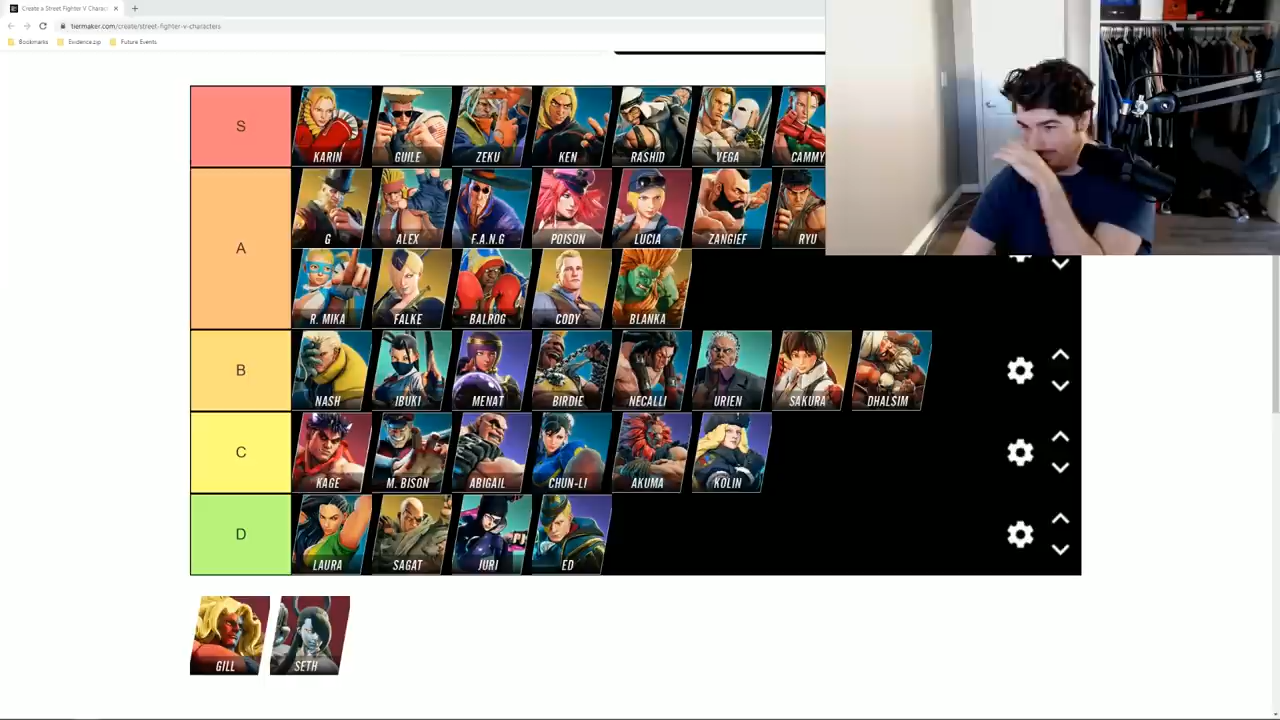 Create a Street Fighter V Charac
tiermaker.com/create/street-fighter-v-characters
Bookmarks Evidence.zip Future Events
S
KARIN GUILE ZEKU KEN RASHID VEGA CAMMY
A
G ALEX F.A.N.G POISON LUCIA ZANGIEF RYU
R. MIKA FALKE BALROG CODY BLANKA
B
NASH IBUKI MENAT BIRDIE NECALLI URIEN SAKURA DHALSIM
C
KAGE M. BISON ABIGAIL CHUN-LI AKUMA KOLIN
D
LAURA SAGAT JURI ED
GILL SETH